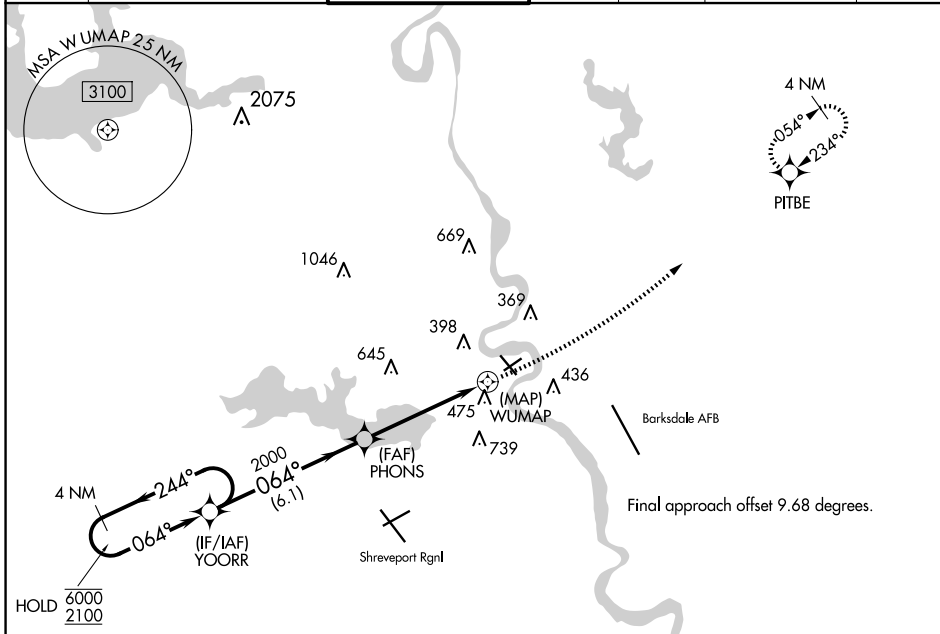 MSA WUMAP 25 NM
3100
2075
4 NM
054°
234°
PITBE
669
1046
369
398
645
436
475
(MAP)
WUMAP
739
Barksdale AFB
(FAF)
PHONS
2000
064°
(6.1)
Final approach offset 9.68 degrees.
4 NM
244°
064°
(IF/IAF)
YOORR
Shreveport Rgnl
HOLD 6000
2100